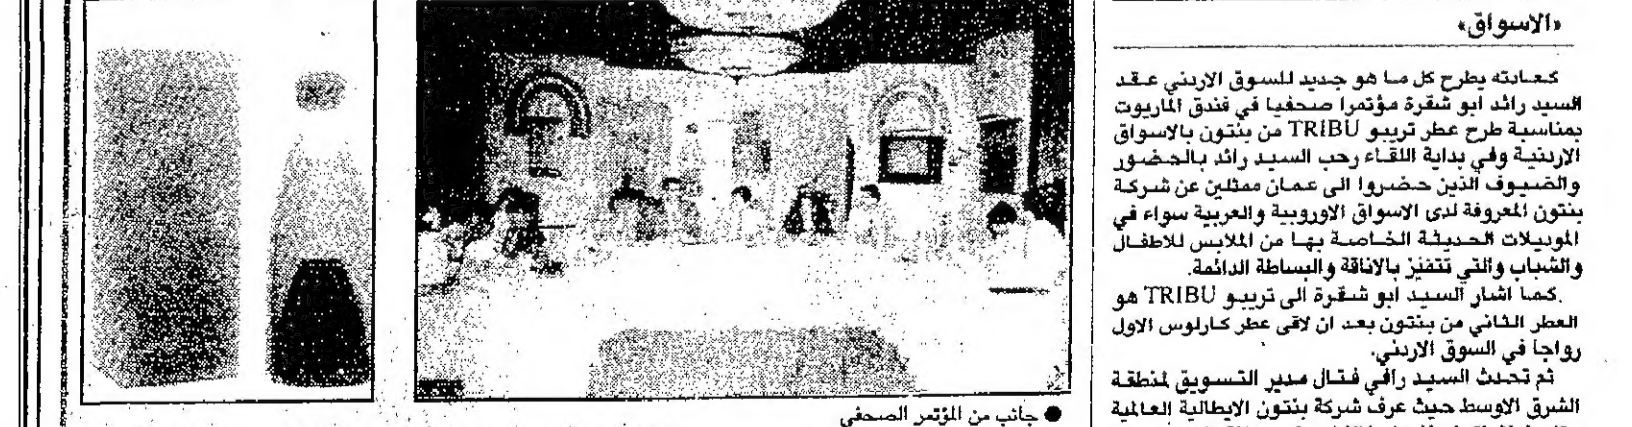 «الاسواق»
كعادته يطرح كل ما هو جديد للسوق الاردني عقد
السيد رائد ابو شقرة مؤتمرا صحفيا في فندق الماريوت
بمناسبة طرح عطر تريبو TRIBU من بنتون بالاسواق
الاردنية وفي بداية اللقاء رحب السيد رائد بالحضور
والضيوف الذين حضروا الى عمان ممثلين عن شركة
بنتون المعروفة لدى الاسواق الاوروبية والعربية سواء في
الموديلات الحديثة الخاصة بها من الملابس للاطفال
والشباب والتي تتميز بالاناقة والبساطة الدائمة.
كما اشار السيد ابو شقرة الى تريبو TRIBU هو
العطر الثاني من بنتون بعد ان لاقى عطر كارلوس الاول
رواجا في السوق الاردني.
ثم تحدث السيد رافي فتال مدير التسويق لمنطقة
الشرق الاوسط حيث عرف شركة بنتون الايطالية العالمية
● جانب من المؤتمر الصحفي